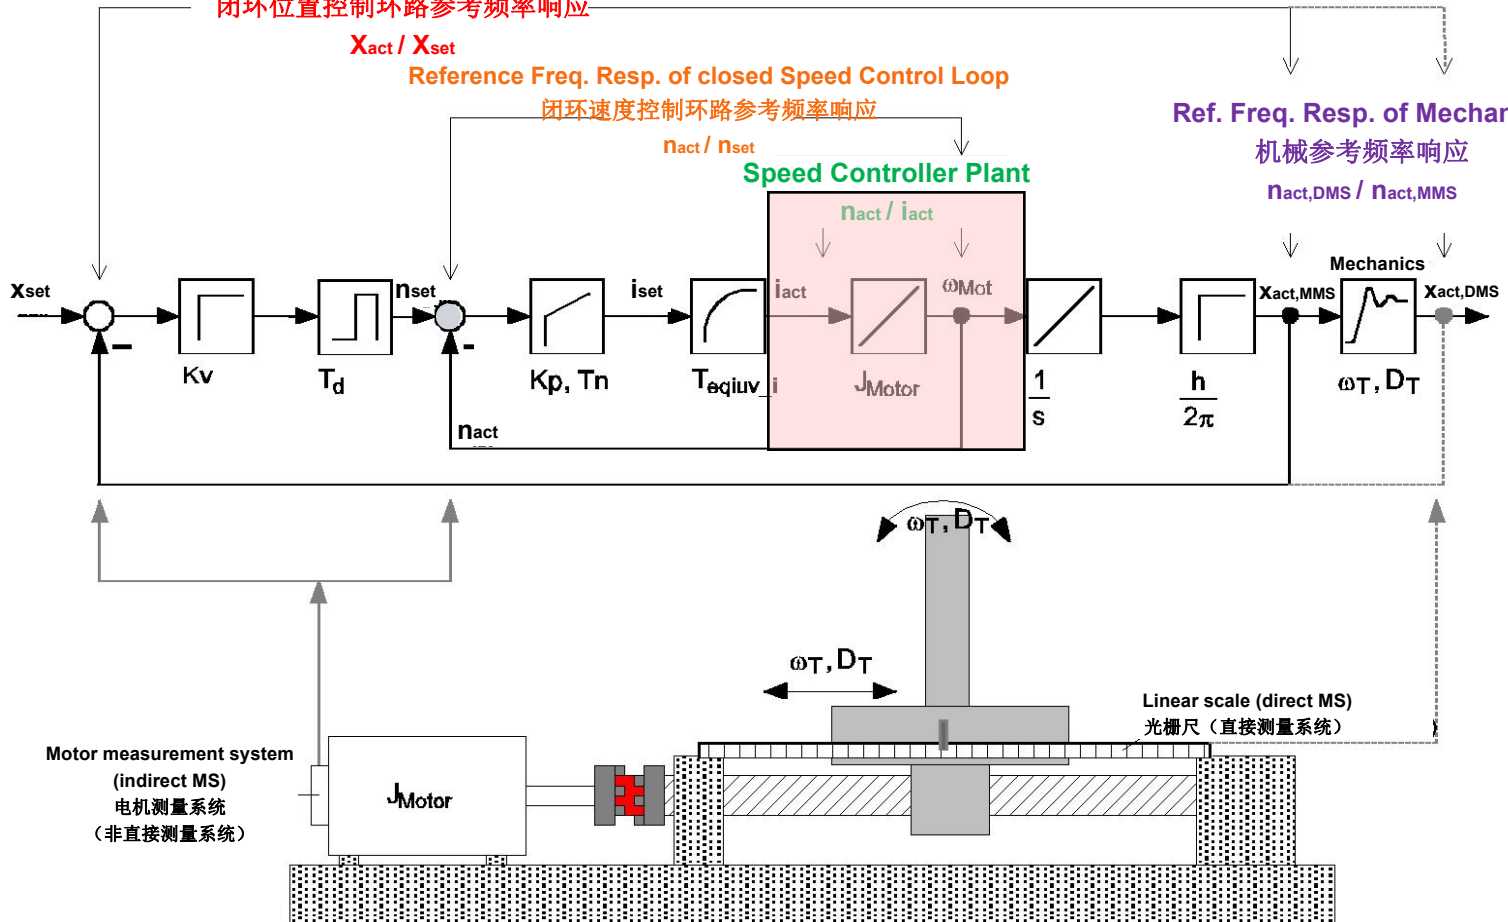 闭环位置控制环路参考频率响应
Xact / Xset
Reference Freq. Resp. of closed Speed Control Loop
闭环速度控制环路参考频率响应
nact / nset
Speed Controller Plant
nact / iact
Ref. Freq. Resp. of Mechan
机械参考频率响应
nact,DMS / nact,MMS
Mechanics
xset
nset
iset
iact
ωMot
xact,MMS
xact,DMS
Kv
Td
Kp, Tn
Teqiuv_i
JMotor
1
s
h
2π
ωT, DT
nact
ωT, DT
ωT, DT
Linear scale (direct MS)
光栅尺（直接测量系统）
Motor measurement system
(indirect MS)
电机测量系统
（非直接测量系统）
JMotor